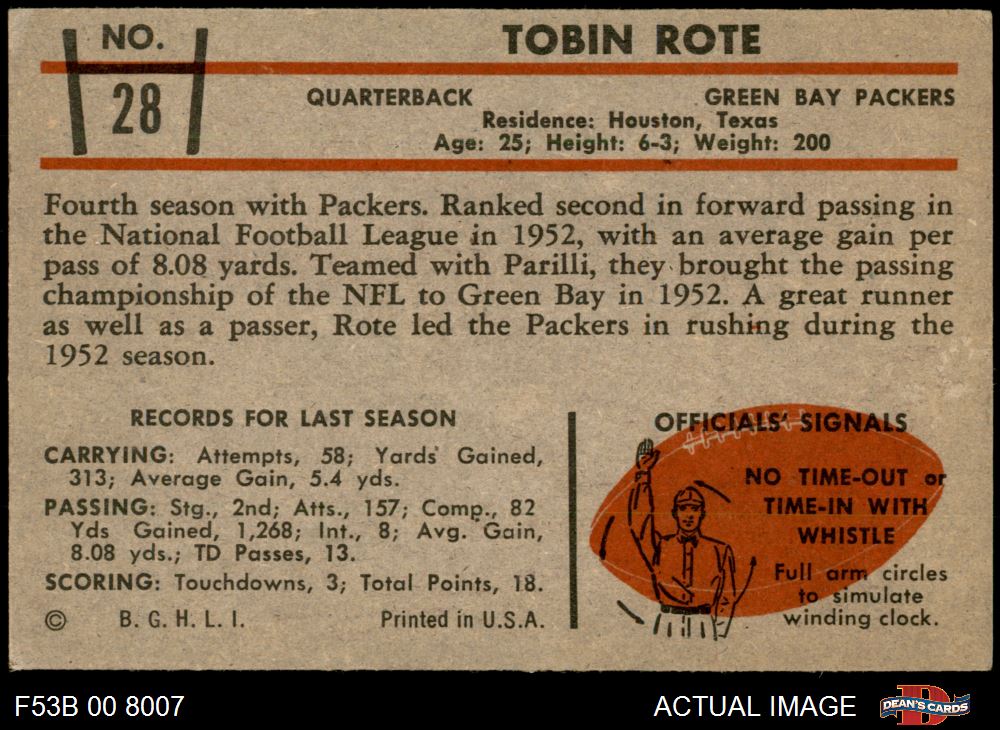 NO.
28
TOBIN ROTE
QUARTERBACK GREEN BAY PACKERS
Residence: Houston, Texas
Age: 25; Height: 6-3; Weight: 200
Fourth season with Packers. Ranked second in forward passing in
the National Football League in 1952, with an average gain per
pass of 8.08 yards. Teamed with Parilli, they brought the passing
championship of the NFL to Green Bay in 1952. A great runner
as well as a passer, Rote led the Packers in rushing during the
1952 season.
RECORDS FOR LAST SEASON
CARRYING: Attempts, 58; Yards Gained,
313; Average Gain, 5.4 yds.
PASSING: Stg., 2nd; Atts., 157; Comp., 82
Yds Gained, 1,268; Int., 8; Avg. Gain,
8.08 yds.; TD Passes, 13.
SCORING: Touchdowns, 3; Total Points, 18.
© B. G. H. L. I. Printed in U.S.A.
OFFICIALS' SIGNALS
NO TIME-OUT or
TIME-IN WITH
WHISTLE
Full arm circles
to simulate
winding clock.
F53B 00 8007 ACTUAL IMAGE
D
DEAN'S CARDS